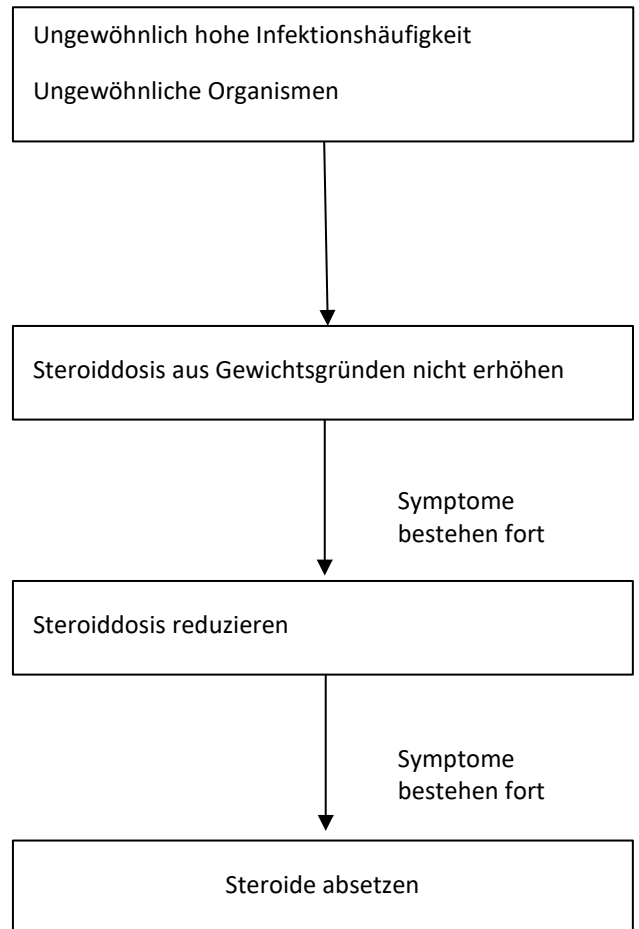 Ungewöhnlich hohe Infektionshäufigkeit
Ungewöhnliche Organismen
Steroiddosis aus Gewichtsgründen nicht erhöhen
Symptome
bestehen fort
Steroiddosis reduzieren
Symptome
bestehen fort
Steroide absetzen